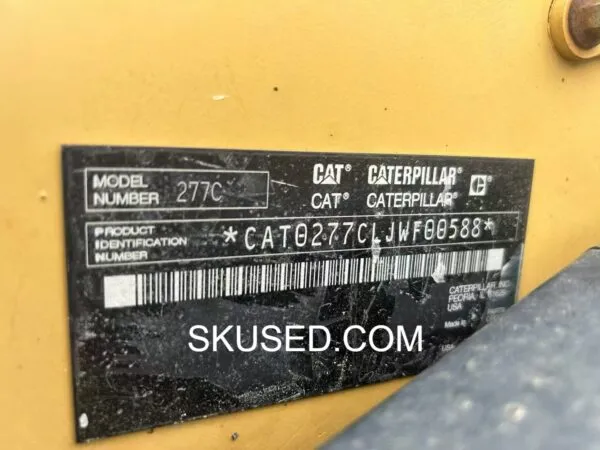 MODEL
NUMBER 277C
CAT® CATERPILLAR® C®
CAT® CATERPILLAR®
PRODUCT
IDENTIFICATION
NUMBER
*CAT0277CLJWF00588*
CATERPILLAR INC.
PEORIA, IL
USA
Made in
USA
SKUSED.COM